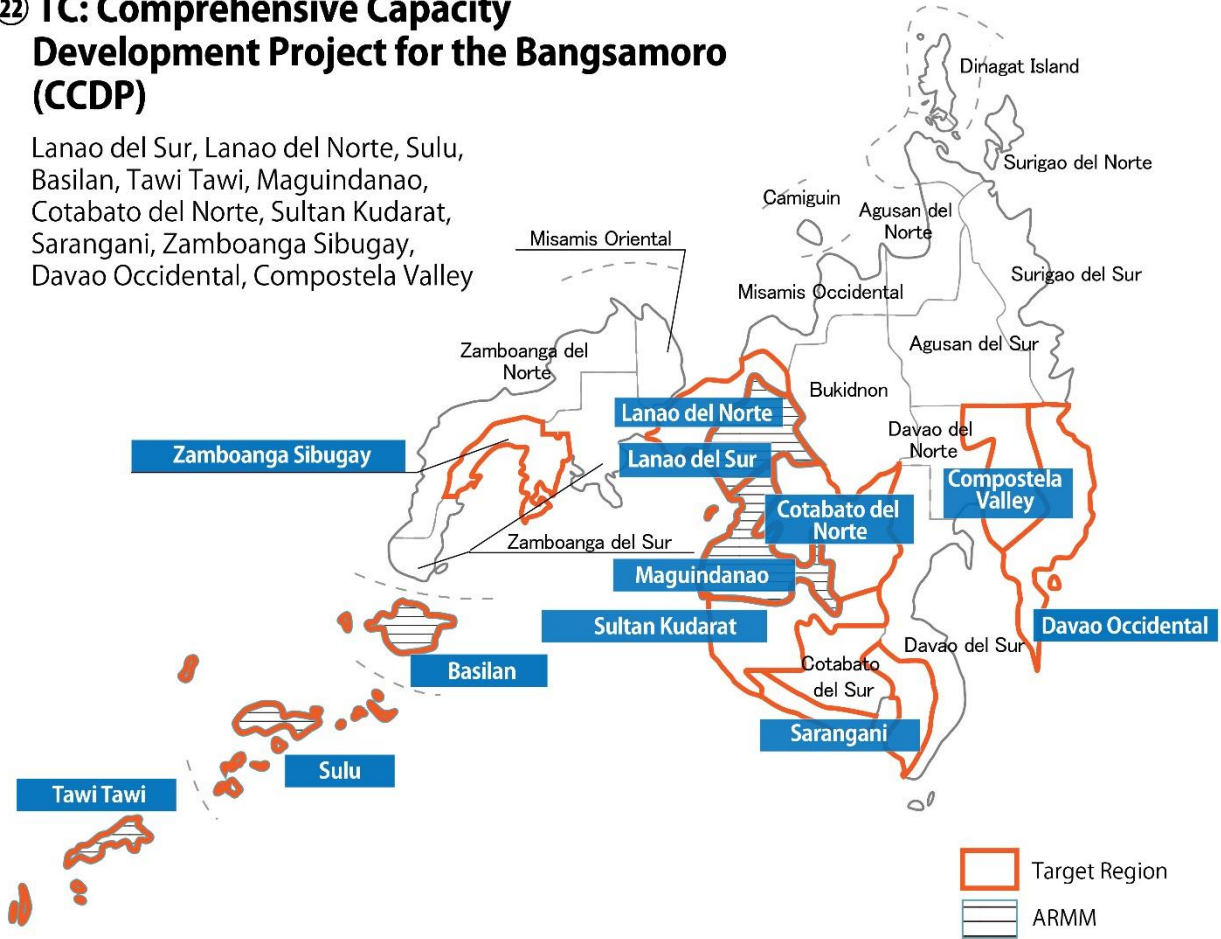 ㉒ TC: Comprehensive Capacity
Development Project for the Bangsamoro
(CCDP)
Lanao del Sur, Lanao del Norte, Sulu,
Basilan, Tawi Tawi, Maguindanao,
Cotabato del Norte, Sultan Kudarat,
Sarangani, Zamboanga Sibugay,
Davao Occidental, Compostela Valley
Dinagat Island
Surigao del Norte
Camiguin
Agusan del
Norte
Misamis Oriental
Surigao del Sur
Misamis Occidental
Agusan del Sur
Zamboanga del
Norte
Bukidnon
Lanao del Norte
Davao del
Norte
Zamboanga Sibugay
Lanao del Sur
Compostela
Valley
Cotabato del
Norte
Zamboanga del Sur
Maguindanao
Sultan Kudarat
Davao Occidental
Davao del Sur
Basilan
Cotabato
del Sur
Sarangani
Sulu
Tawi Tawi
Target Region
ARMM